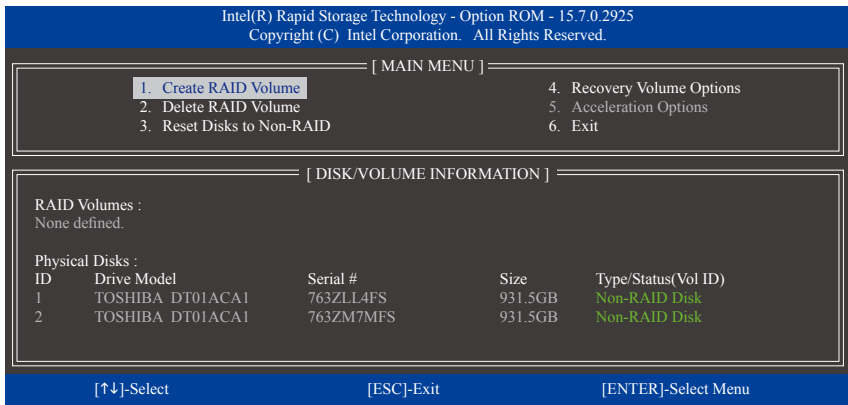 Intel(R) Rapid Storage Technology - Option ROM - 15.7.0.2925
Copyright (C) Intel Corporation. All Rights Reserved.
[ MAIN MENU ]
1. Create RAID Volume 4. Recovery Volume Options
2. Delete RAID Volume 5. Acceleration Options
3. Reset Disks to Non-RAID 6. Exit
[ DISK/VOLUME INFORMATION ]
RAID Volumes :
None defined.
Physical Disks :
ID Drive Model Serial # Size Type/Status(Vol ID)
1 TOSHIBA DT01ACA1 763ZLL4FS 931.5GB Non-RAID Disk
2 TOSHIBA DT01ACA1 763ZM7MFS 931.5GB Non-RAID Disk
[↑↓]-Select [ESC]-Exit [ENTER]-Select Menu